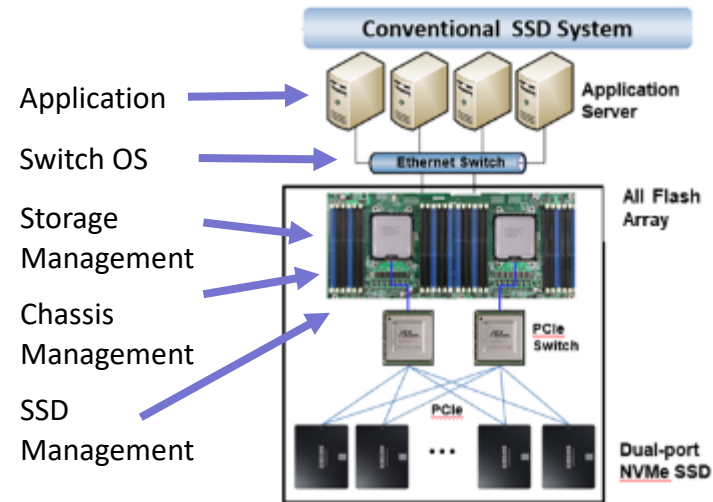 Conventional SSD System
Application
Application
Server
Switch OS
Ethernet Switch
Storage
Management
All Flash
Array
Chassis
Management
PCIe
Switch
SSD
Management
PCIe
...
Dual-port
NVMe SSD